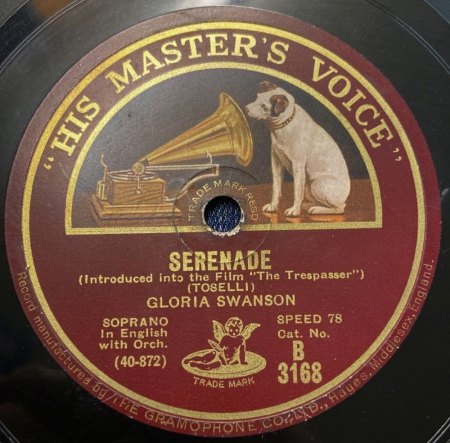 "HIS MASTER'S VOICE"
TRADE MARK REGD
SERENADE
(Introduced into the Film "The Trespasser")
(TOSELLI)
GLORIA SWANSON
SOPRANO
In English
with Orch.
(40-872)
TRADE MARK
SPEED 78
Cat. No.
B
3168
Record manufactured by THE GRAMOPHONE CO., LTD., Hayes, Middlesex, England.